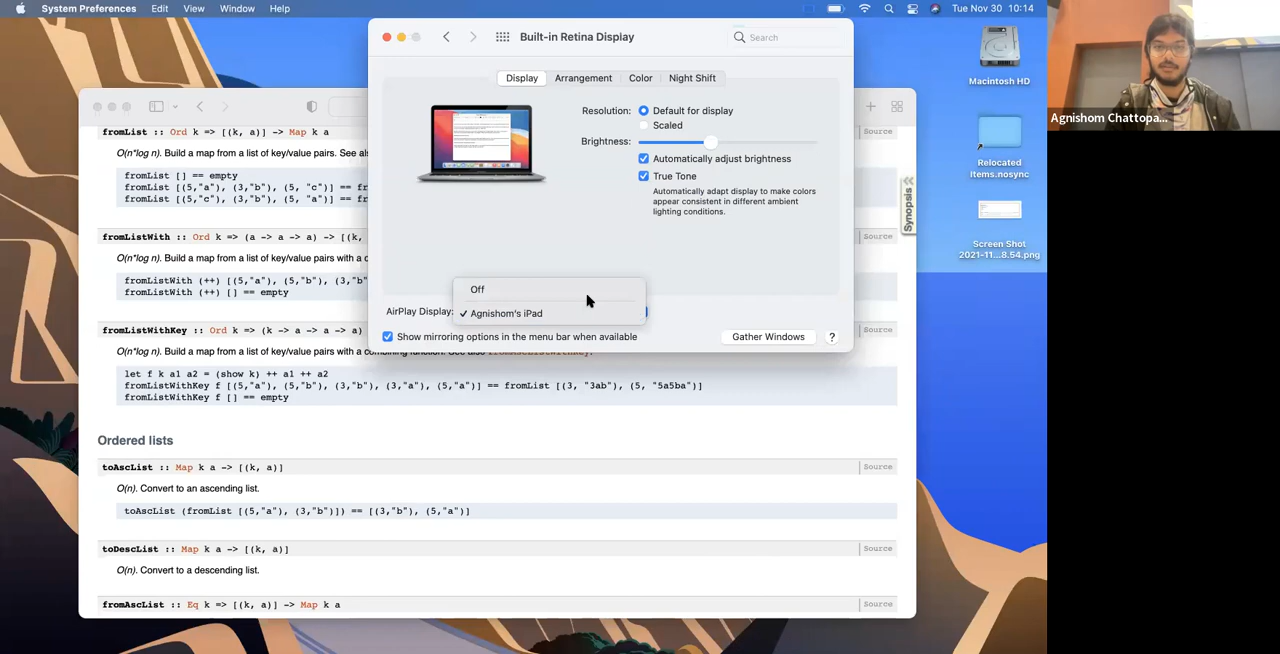 System Preferences Edit View Window Help Tue Nov 30 10:14
Built-in Retina Display
Search
Display Arrangement Color Night Shift
Resolution: Default for display
Scaled
Brightness:
Automatically adjust brightness
True Tone
Automatically adapt display to make colors
appear consistent in different ambient
lighting conditions.
Off
AirPlay Display: Agnishom's iPad
Show mirroring options in the menu bar when available
Gather Windows ?
fromList :: Ord k => [(k, a)] -> Map k a
Source
O(n*log n). Build a map from a list of key/value pairs. See al
fromList [] == empty
fromList [(5,"a"), (3,"b"), (5, "c")] == fr
fromList [(5,"c"), (3,"b"), (5, "a")] == fr
Synopsis
fromListWith :: Ord k => (a -> a -> a) -> [(k,
Source
O(n*log n). Build a map from a list of key/value pairs with a c
fromListWith (++) [(5,"a"), (5,"b"), (3,"b"
fromListWith (++) [] == empty
fromListWithKey :: Ord k => (k -> a -> a -> a)
Source
O(n*log n). Build a map from a list of key/value pairs with a combining function. See also fromAscListWithKey.
let f k a1 a2 = (show k) ++ a1 ++ a2
fromListWithKey f [(5,"a"), (5,"b"), (3,"b"), (3,"a"), (5,"a")] == fromList [(3, "3ab"), (5, "5a5ba")]
fromListWithKey f [] == empty
Ordered lists
toAscList :: Map k a -> [(k, a)]
Source
O(n). Convert to an ascending list.
toAscList (fromList [(5,"a"), (3,"b")]) == [(3,"b"), (5,"a")]
toDescList :: Map k a -> [(k, a)]
Source
O(n). Convert to a descending list.
fromAscList :: Eq k => [(k, a)] -> Map k a
Source
Macintosh HD
Relocated
Items.nosync
Screen Shot
2021-11...8.54.png
Agnishom Chattopa...